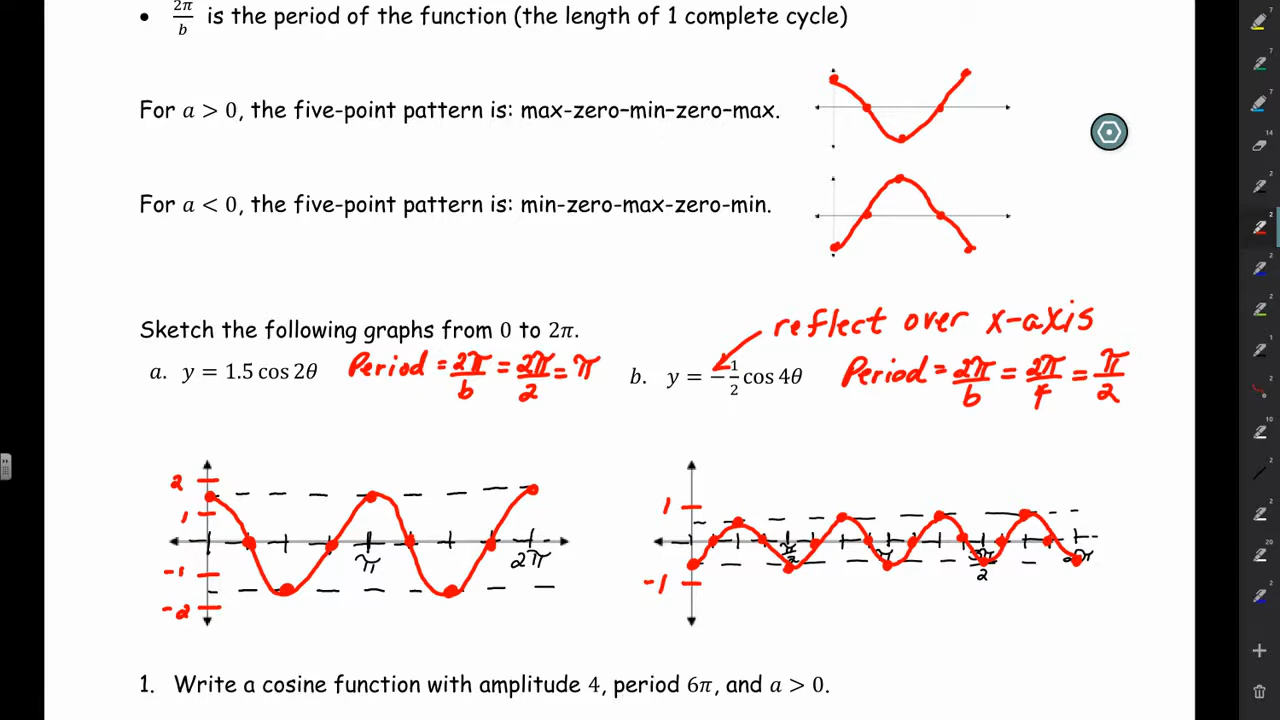 • 2π/b is the period of the function (the length of 1 complete cycle)
For a > 0, the five-point pattern is: max-zero–min–zero–max.
For a < 0, the five-point pattern is: min-zero-max-zero-min.
reflect over x-axis
Sketch the following graphs from 0 to 2π.
a. y = 1.5 cos 2θ Period = 2π/b = 2π/2 = π
b. y = −1/2 cos 4θ Period = 2π/b = 2π/4 = π/2
2
1
-1
-2
π
2π
1
-1
π/2
π
3π/2
2π
1. Write a cosine function with amplitude 4, period 6π, and a > 0.